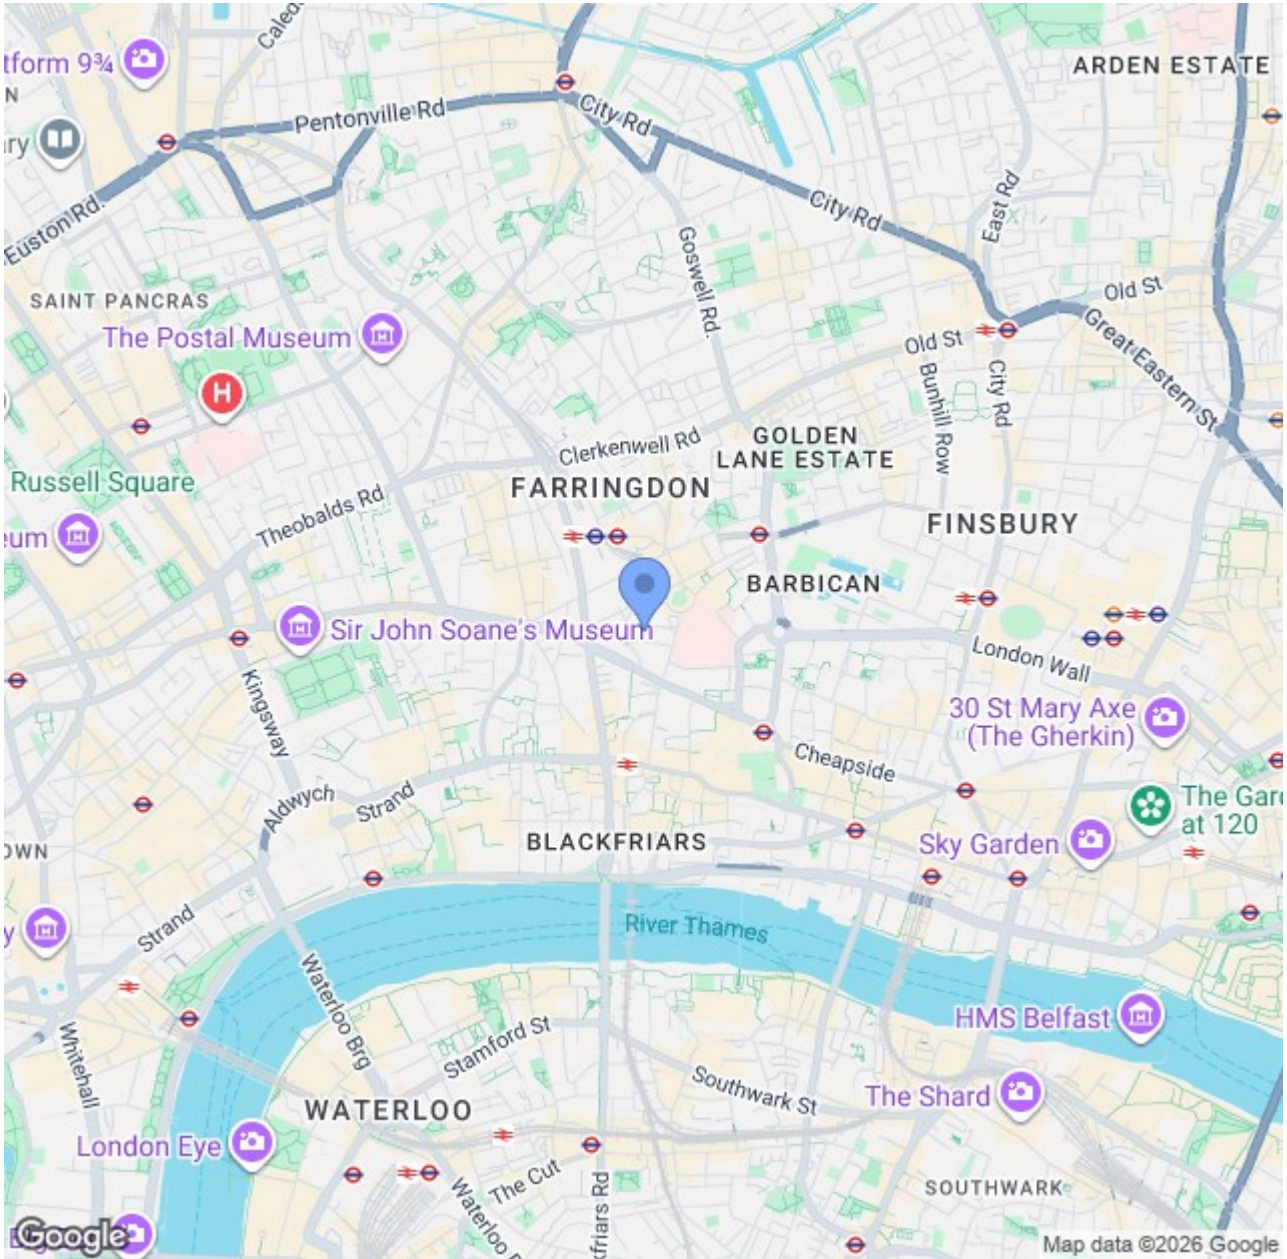 Caled
tform 9¾
N
ARDEN ESTATE
Pentonville Rd
City Rd
ary
City Rd
East Rd
Euston Rd
Goswell Rd.
SAINT PANCRAS
Old St
The Postal Museum
Old St
Great Eastern St
H
Bunhill Row
City Rd
Clerkenwell Rd
GOLDEN
LANE ESTATE
Russell Square
FARRINGDON
Theobalds Rd
FINSBURY
eum
BARBICAN
Sir John Soane's Museum
London Wall
Kingsway
30 St Mary Axe
(The Gherkin)
Cheapside
Aldwych
Strand
The Gard
at 120
BLACKFRIARS
Sky Garden
OWN
Strand
River Thames
y
Waterloo Brg
HMS Belfast
Whitehall
Stamford St
Southwark St
The Shard
WATERLOO
London Eye
The Cut
SOUTHWARK
Waterloo R
kfriars Rd
Google
Map data ©2026 Google